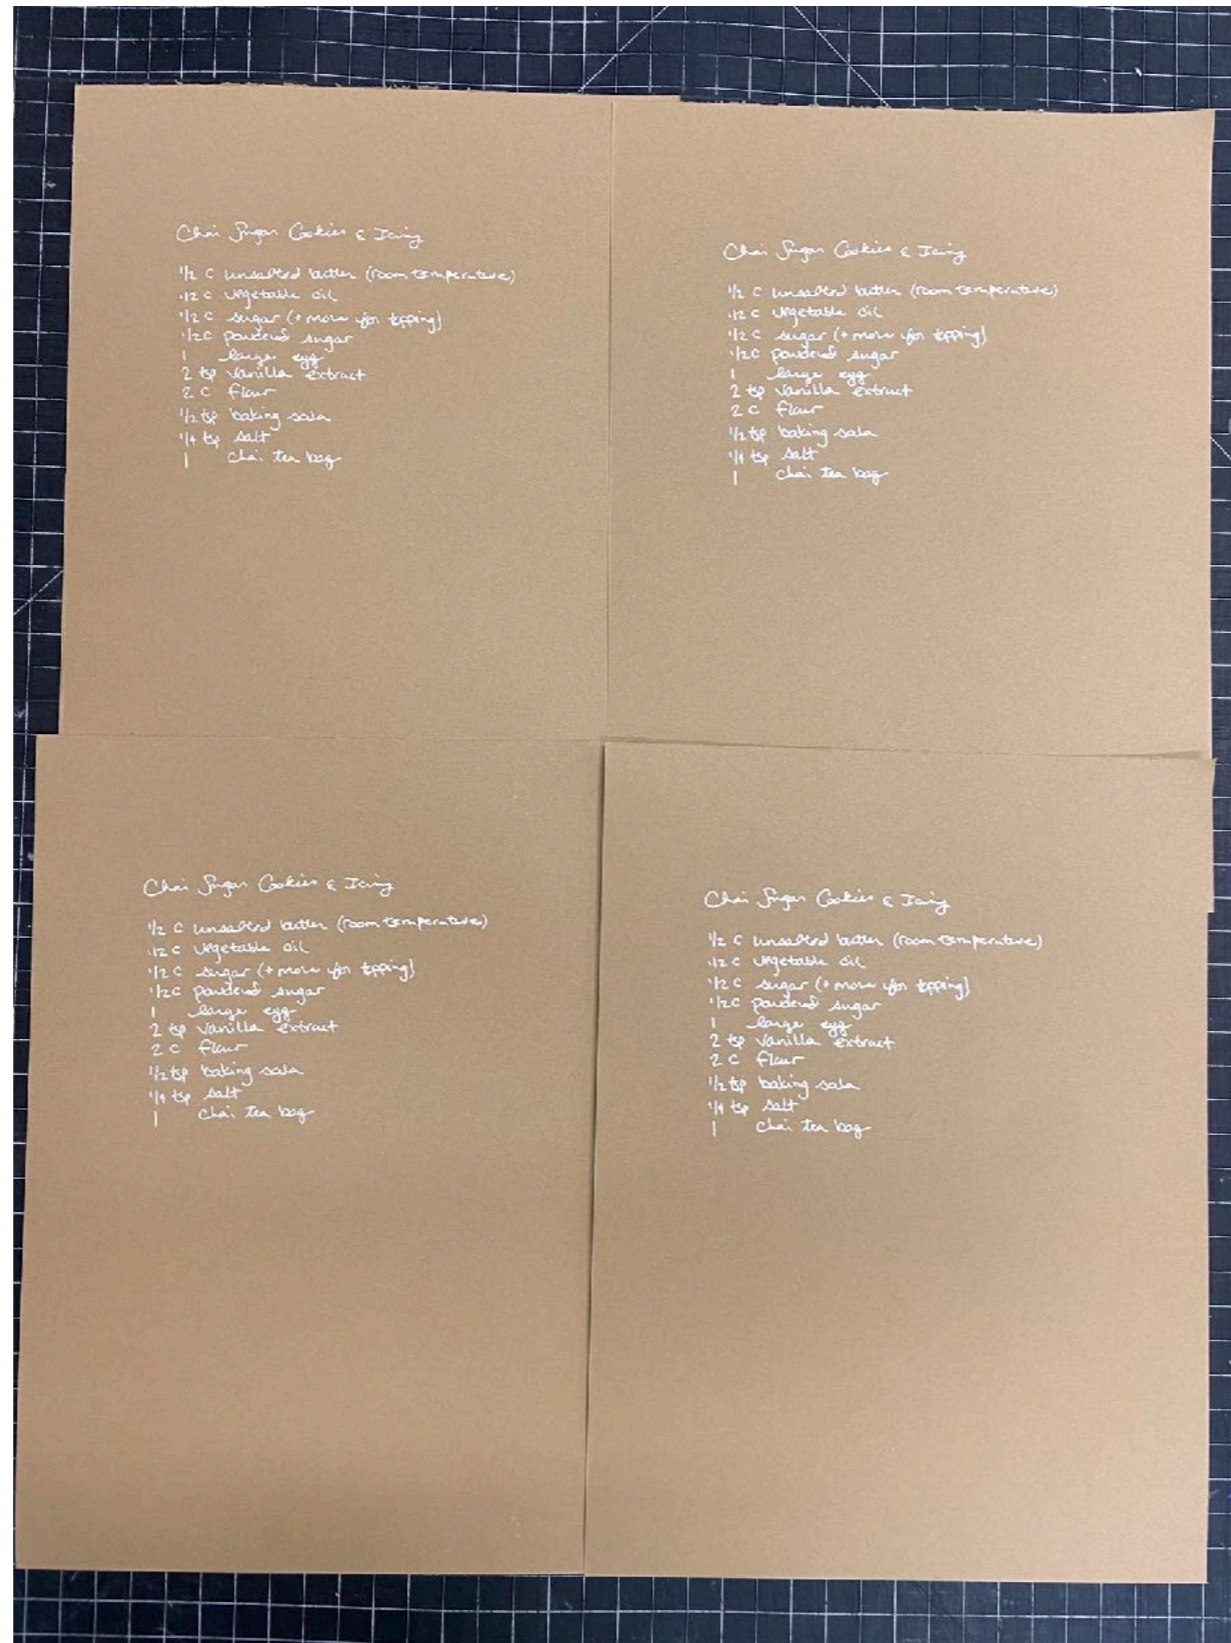 Chai Sugar Cookies & Icing
1/2 C unsalted butter (room temperature)
1/2 C vegetable oil
1/2 C sugar (+ more for topping)
1/2 C powdered sugar
1 large egg
2 tsp vanilla extract
2 C flour
1/2 tsp baking soda
1/4 tsp salt
1 chai tea bag
Chai Sugar Cookies & Icing
1/2 C unsalted butter (room temperature)
1/2 C vegetable oil
1/2 C sugar (+ more for topping)
1/2 C powdered sugar
1 large egg
2 tsp vanilla extract
2 C flour
1/2 tsp baking soda
1/4 tsp salt
1 chai tea bag
Chai Sugar Cookies & Icing
1/2 C unsalted butter (room temperature)
1/2 C vegetable oil
1/2 C sugar (+ more for topping)
1/2 C powdered sugar
1 large egg
2 tsp vanilla extract
2 C flour
1/2 tsp baking soda
1/4 tsp salt
1 chai tea bag
Chai Sugar Cookies & Icing
1/2 C unsalted butter (room temperature)
1/2 C vegetable oil
1/2 C sugar (+ more for topping)
1/2 C powdered sugar
1 large egg
2 tsp vanilla extract
2 C flour
1/2 tsp baking soda
1/4 tsp salt
1 chai tea bag